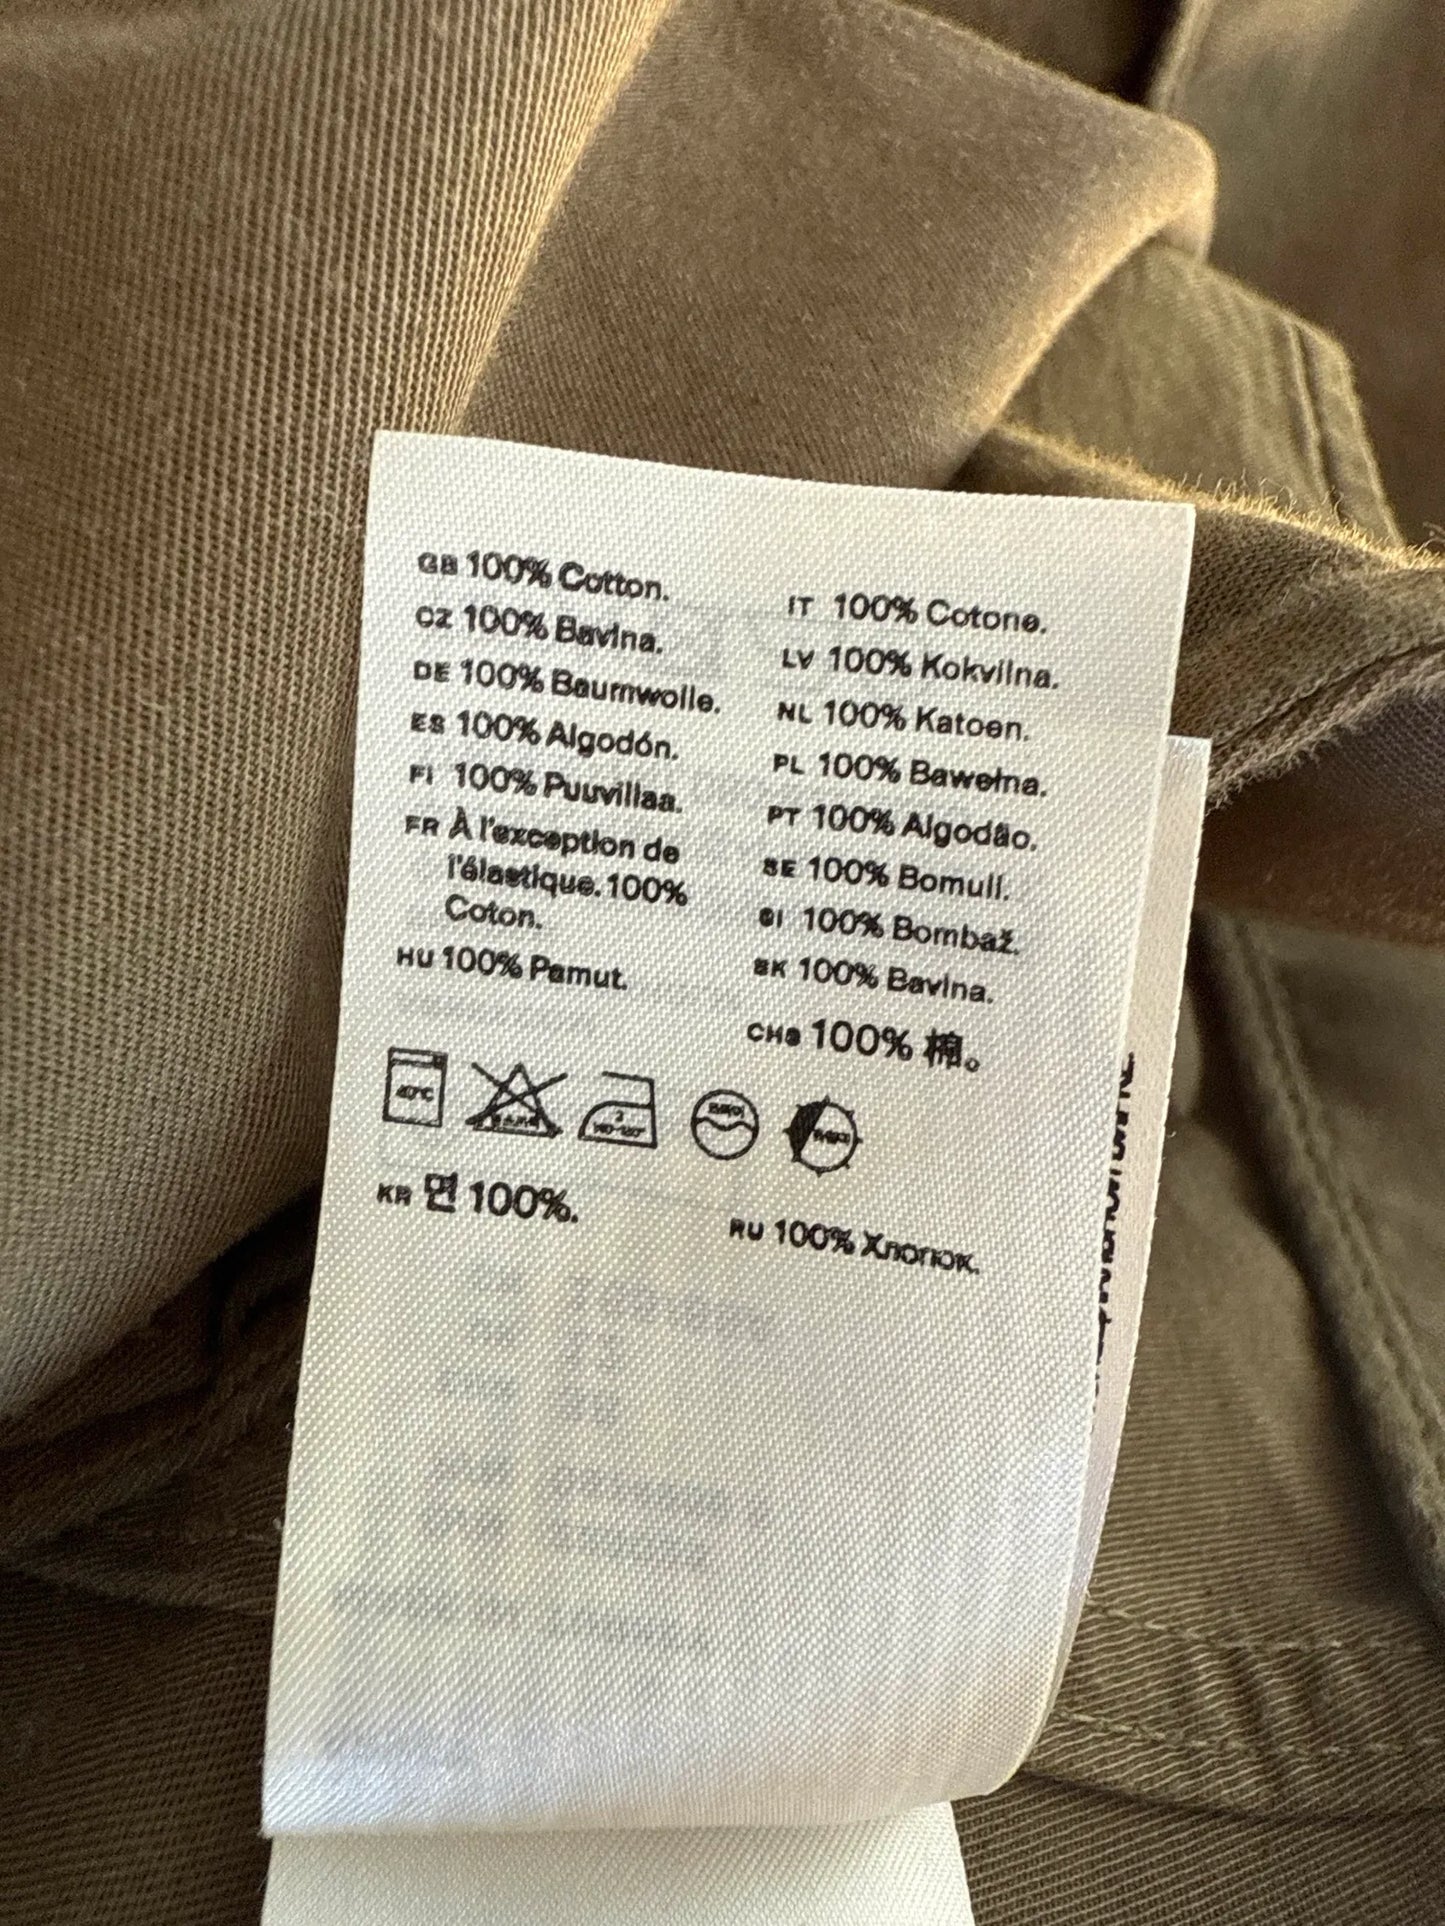 GB 100% Cotton.
CZ 100% Bavlna.
DE 100% Baumwolle.
ES 100% Algodón.
FI 100% Puuvillaa.
FR À l'exception de
l'élastique. 100%
Coton.
HU 100% Pamut.
IT 100% Cotone.
LV 100% Kokvilna.
NL 100% Katoen.
PL 100% Bawełna.
PT 100% Algodão.
SE 100% Bomull.
SI 100% Bombaž.
SK 100% Bavlna.
CHS 100% 棉。
40°C
KR 면 100%.
RU 100% Хлопок.